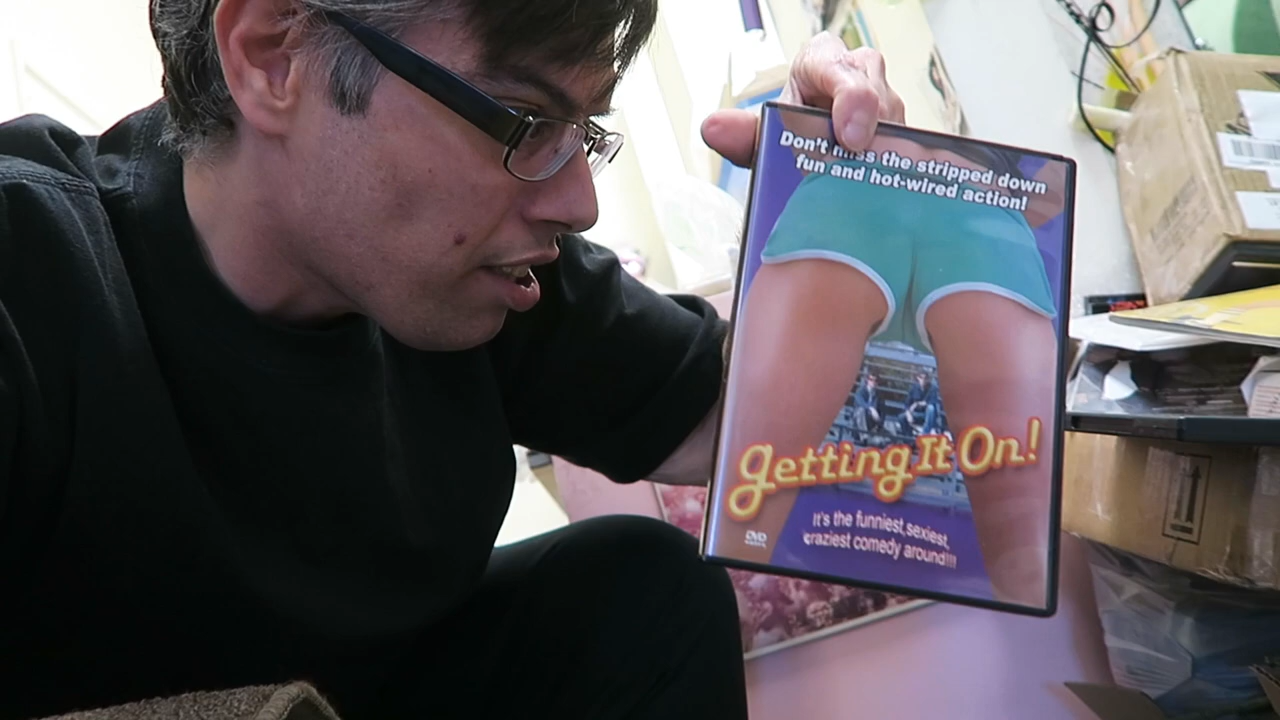 Don't miss the stripped down
fun and hot-wired action!
getting It On!
It's the funniest, sexiest,
craziest comedy around!!!
DVD